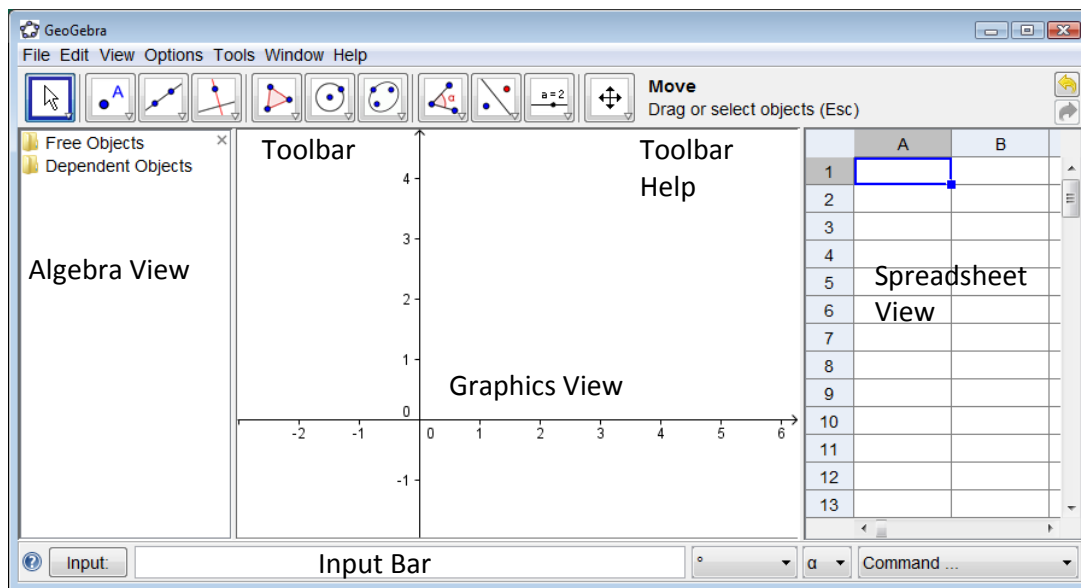 GeoGebra
File Edit View Options Tools Window Help
A
α
a = 2
Move
Drag or select objects (Esc)
Free Objects
Dependent Objects
Algebra View
Toolbar
Toolbar
Help
4
3
2
1
0
-1
-2 -1 0 1 2 3 4 5 6
Graphics View
A B
1
2
3
4
5
6
7
8
9
10
11
12
13
Spreadsheet
View
Input:
Input Bar
°
α
Command ...